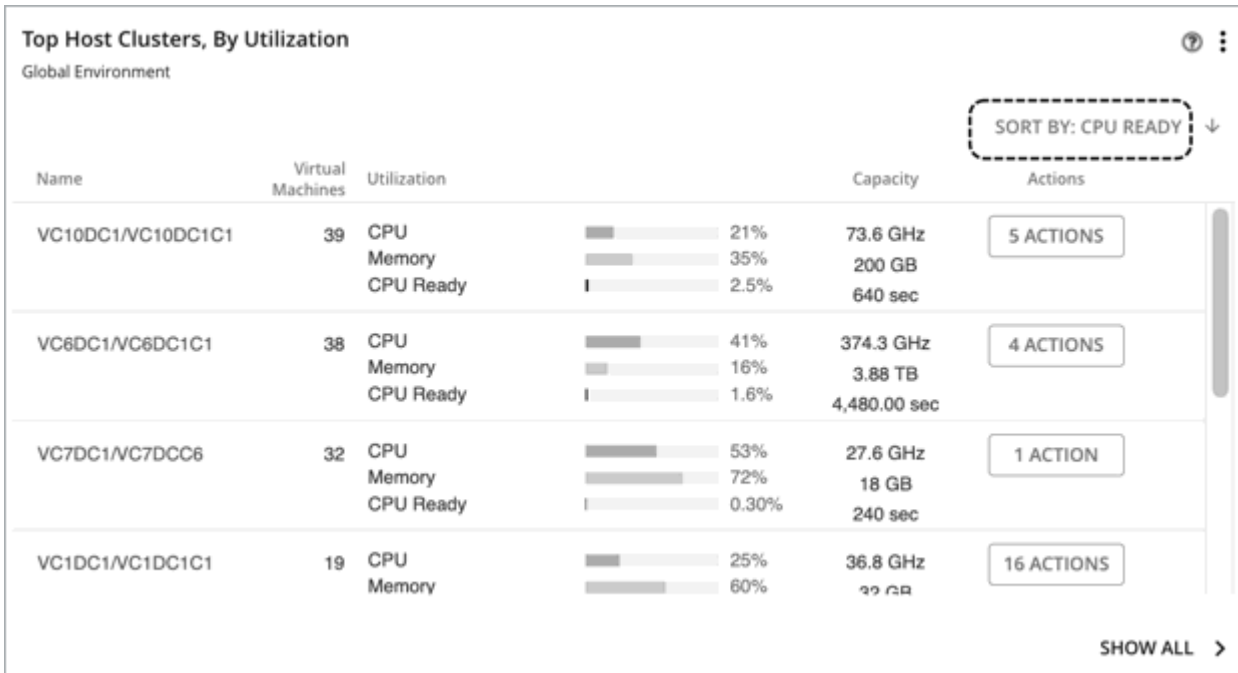 Top Host Clusters, By Utilization
Global Environment
SORT BY: CPU READY
Name Virtual Machines Utilization Capacity Actions
VC10DC1/VC10DC1C1 39 CPU 21% 73.6 GHz 5 ACTIONS
Memory 35% 200 GB
CPU Ready 2.5% 640 sec
VC6DC1/VC6DC1C1 38 CPU 41% 374.3 GHz 4 ACTIONS
Memory 16% 3.88 TB
CPU Ready 1.6% 4,480.00 sec
VC7DC1/VC7DCC6 32 CPU 53% 27.6 GHz 1 ACTION
Memory 72% 18 GB
CPU Ready 0.30% 240 sec
VC1DC1/VC1DC1C1 19 CPU 25% 36.8 GHz 16 ACTIONS
Memory 60% 32 GB
SHOW ALL